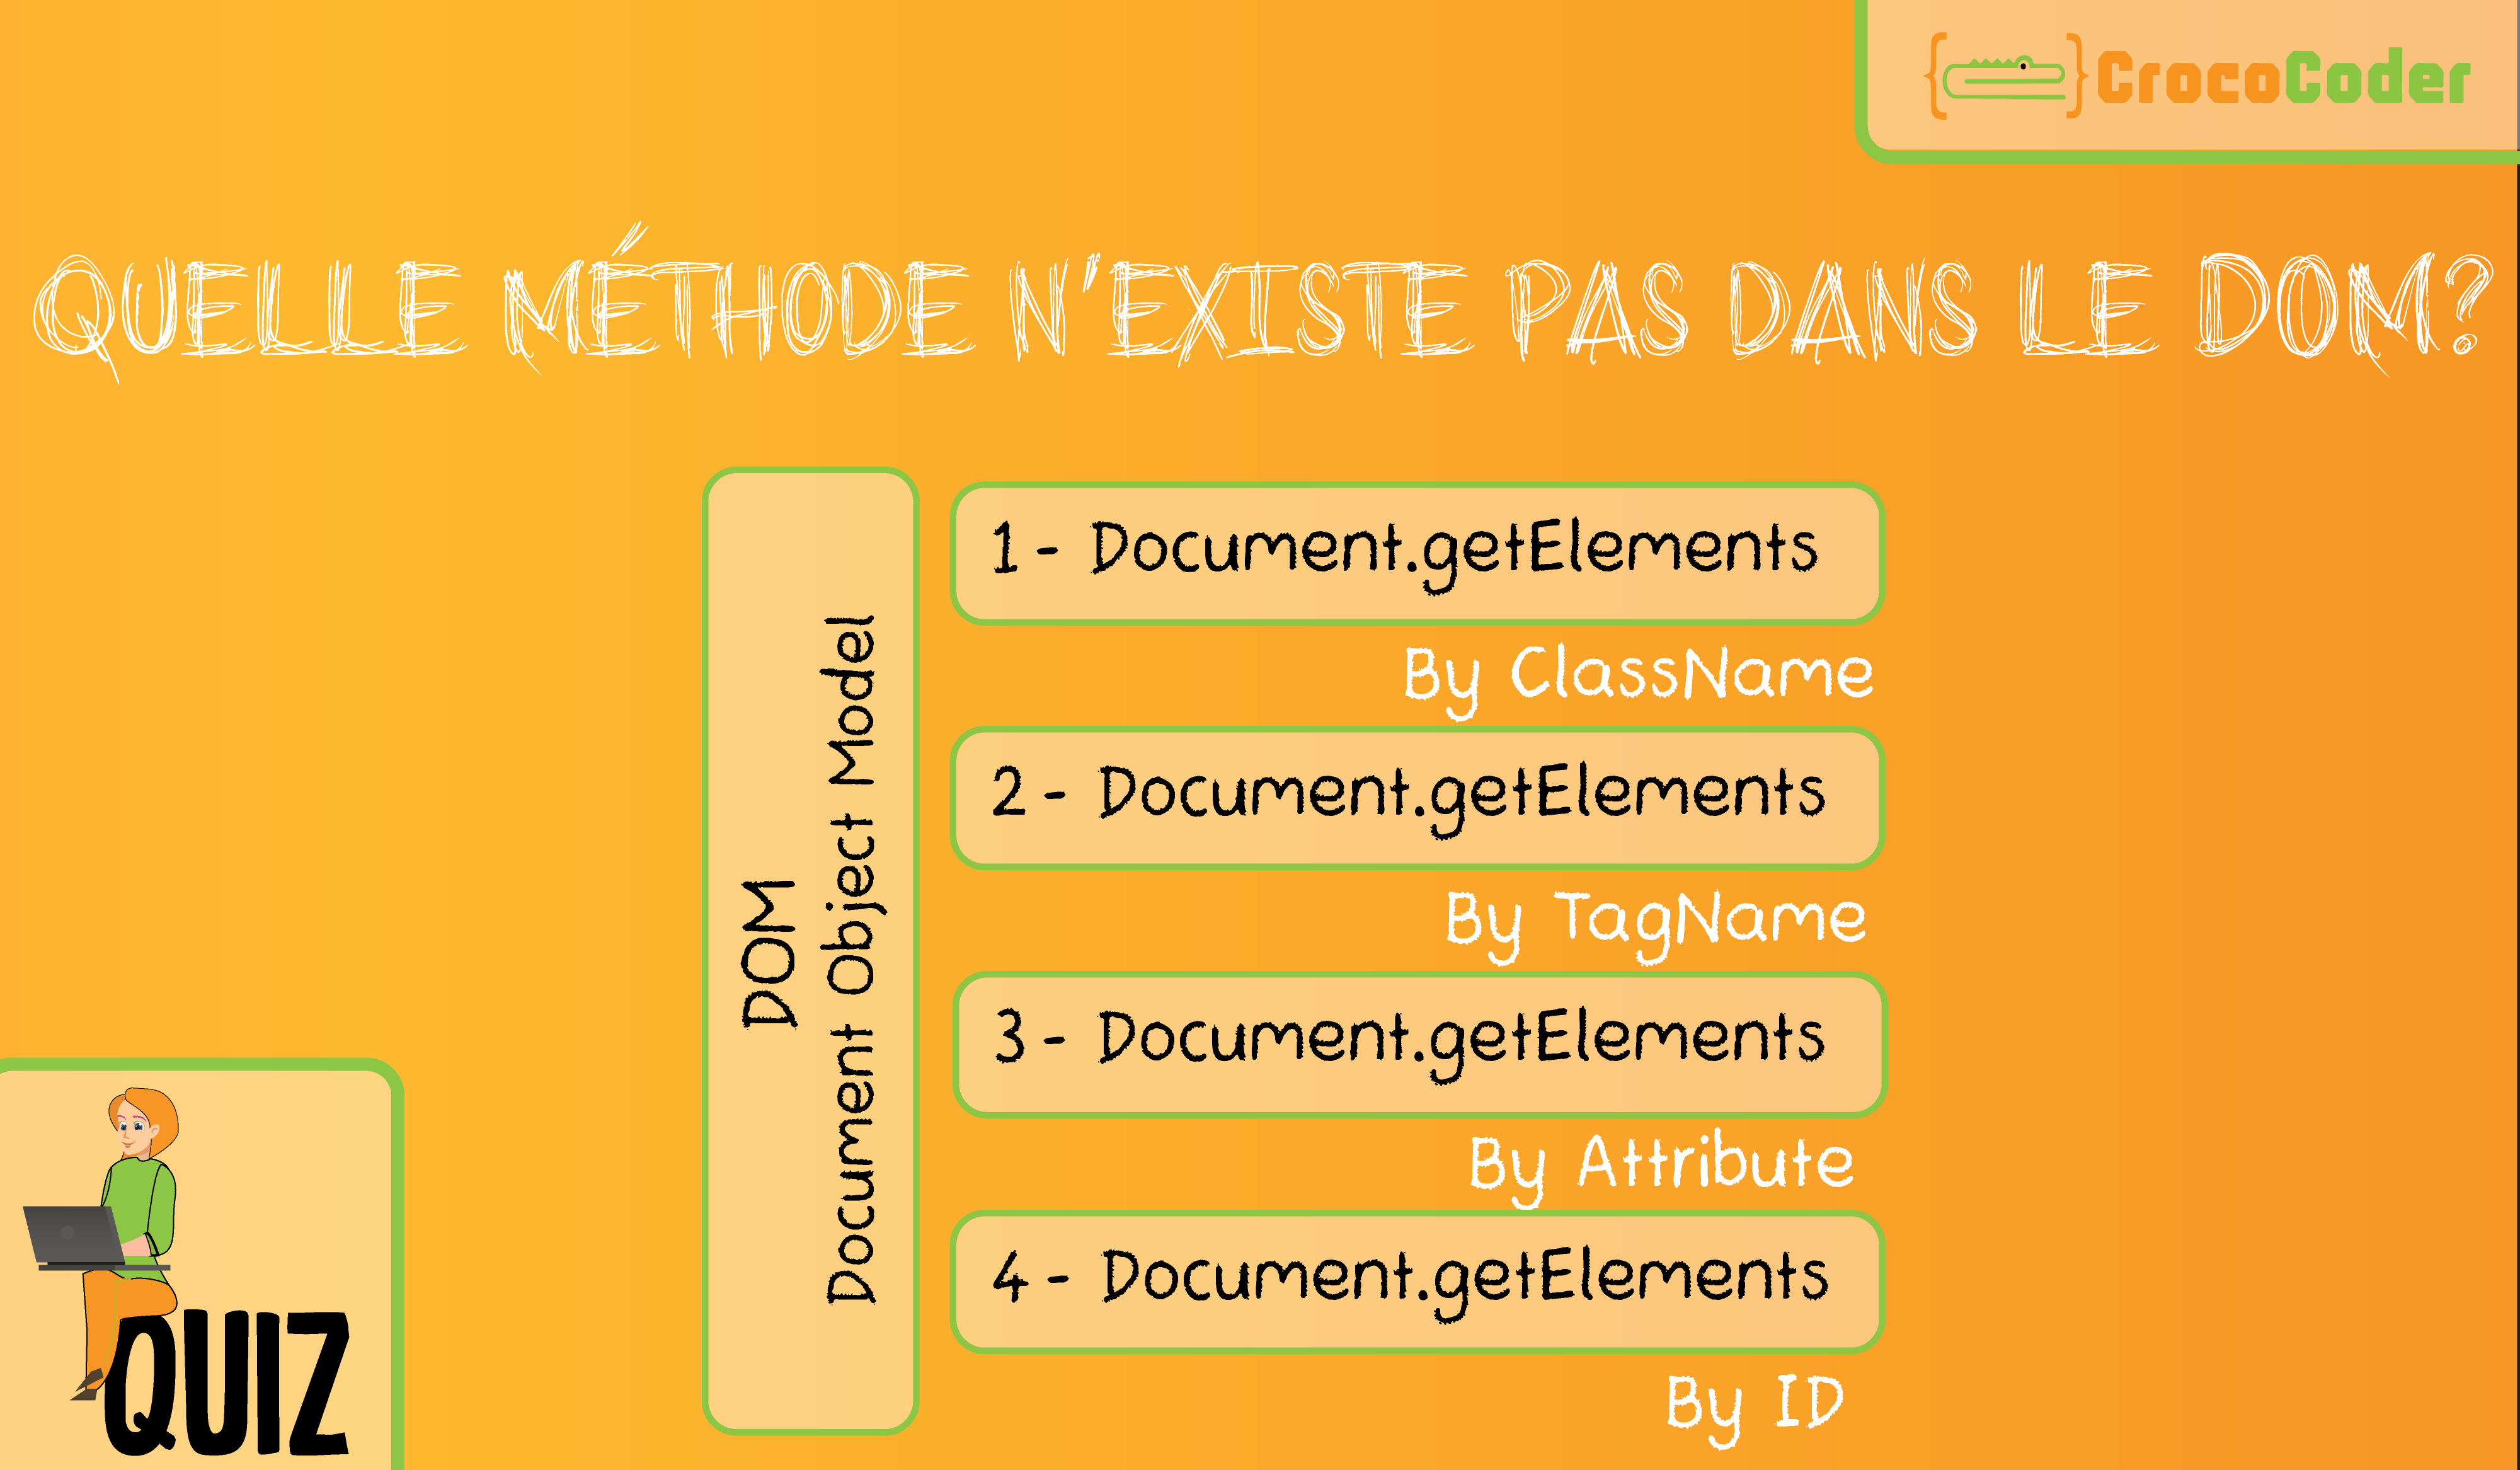 CrocoCoder
QUELLE MÉTHODE N'EXISTE PAS DANS LE DOM?
DOM
Document Object Model
1 - Document.getElements
By ClassName
2 - Document.getElements
By TagName
3 - Document.getElements
By Attribute
4 - Document.getElements
By ID
QUIZ